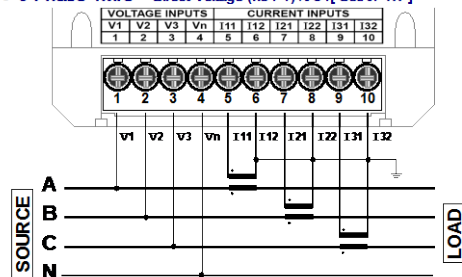 VOLTAGE INPUTS CURRENT INPUTS
V1 V2 V3 Vn I11 I12 I21 I22 I31 I32
1 2 3 4 5 6 7 8 9 10
1 2 3 4 5 6 7 8 9 10
V1 V2 V3 Vn I11 I12 I21 I22 I31 I32
A
B
C
N
SOURCE
LOAD